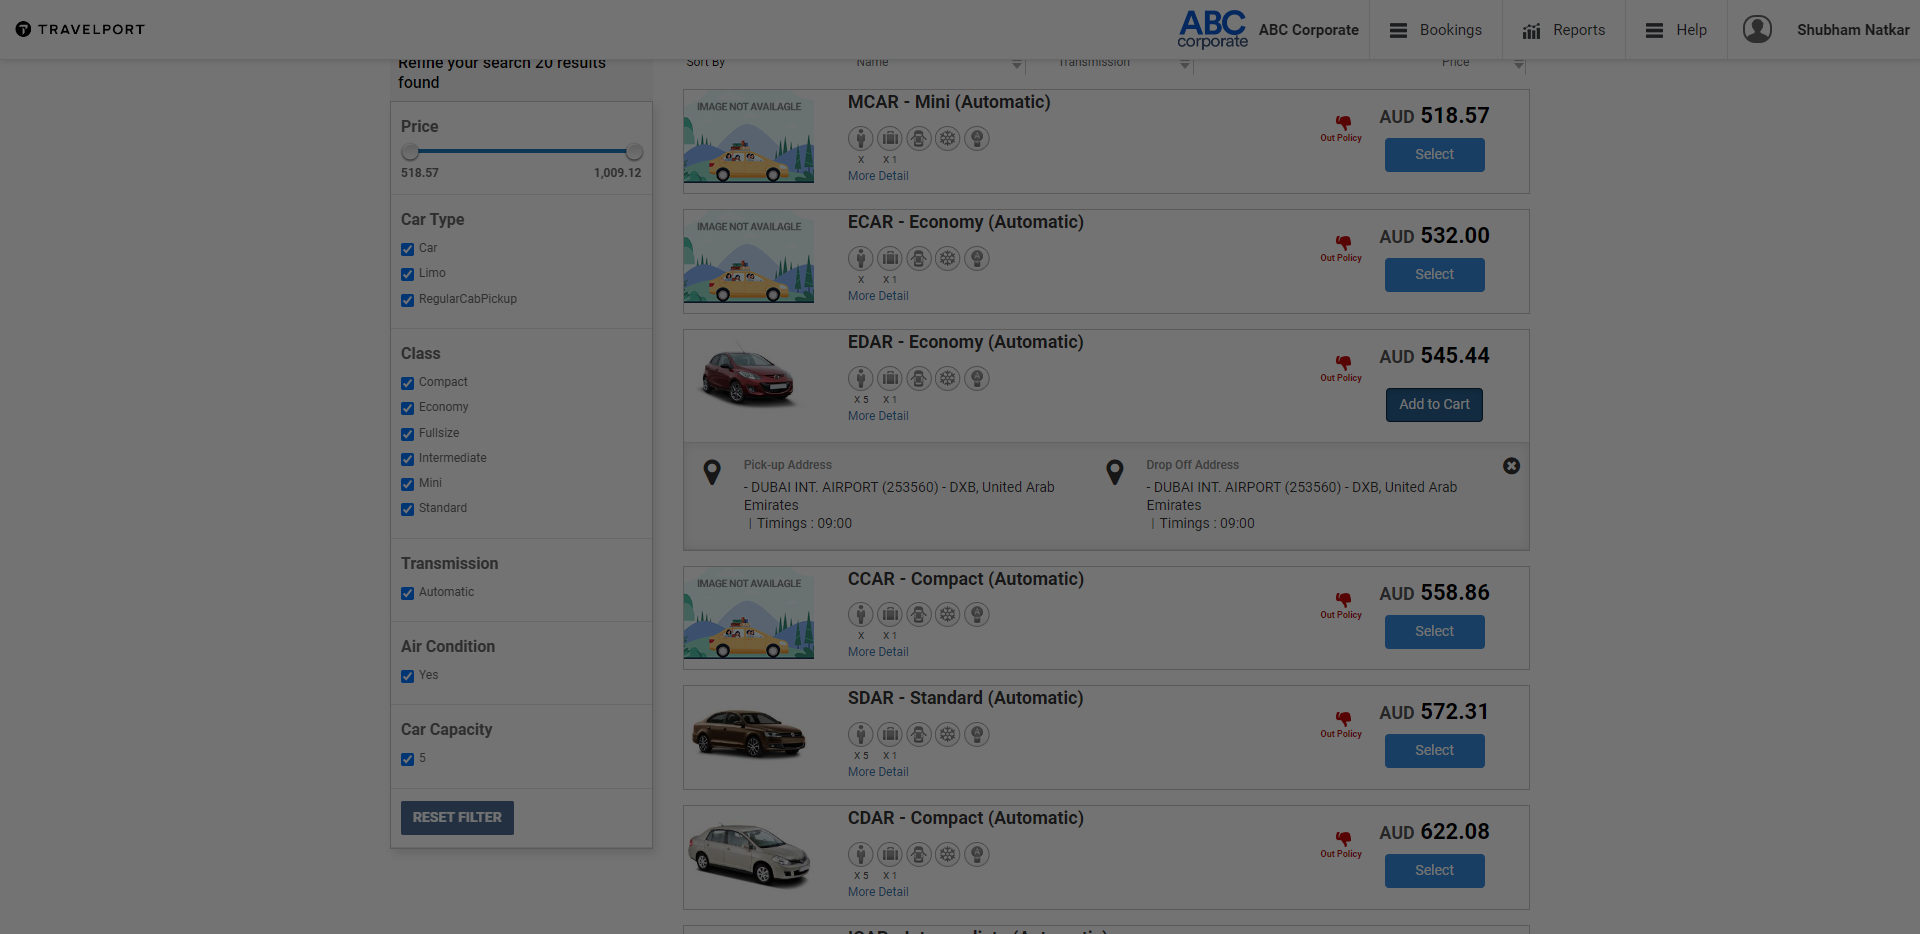 TRAVELPORT
ABC
corporate
ABC Corporate
Bookings
Reports
Help
Shubham Natkar
Refine your search 20 results
found
Price
518.57 1,009.12
Car Type
Car
Limo
RegularCabPickup
Class
Compact
Economy
Fullsize
Intermediate
Mini
Standard
Transmission
Automatic
Air Condition
Yes
Car Capacity
5
RESET FILTER
Sort By Name Transmission Price
IMAGE NOT AVAILAGLE
MCAR - Mini (Automatic)
X X 1
More Detail
Out Policy
AUD 518.57
Select
IMAGE NOT AVAILAGLE
ECAR - Economy (Automatic)
X X 1
More Detail
Out Policy
AUD 532.00
Select
EDAR - Economy (Automatic)
X 5 X 1
More Detail
Out Policy
AUD 545.44
Add to Cart
Pick-up Address
- DUBAI INT. AIRPORT (253560) - DXB, United Arab
Emirates
| Timings : 09:00
Drop Off Address
- DUBAI INT. AIRPORT (253560) - DXB, United Arab
Emirates
| Timings : 09:00
IMAGE NOT AVAILAGLE
CCAR - Compact (Automatic)
X X 1
More Detail
Out Policy
AUD 558.86
Select
SDAR - Standard (Automatic)
X 5 X 1
More Detail
Out Policy
AUD 572.31
Select
CDAR - Compact (Automatic)
X 5 X 1
More Detail
Out Policy
AUD 622.08
Select